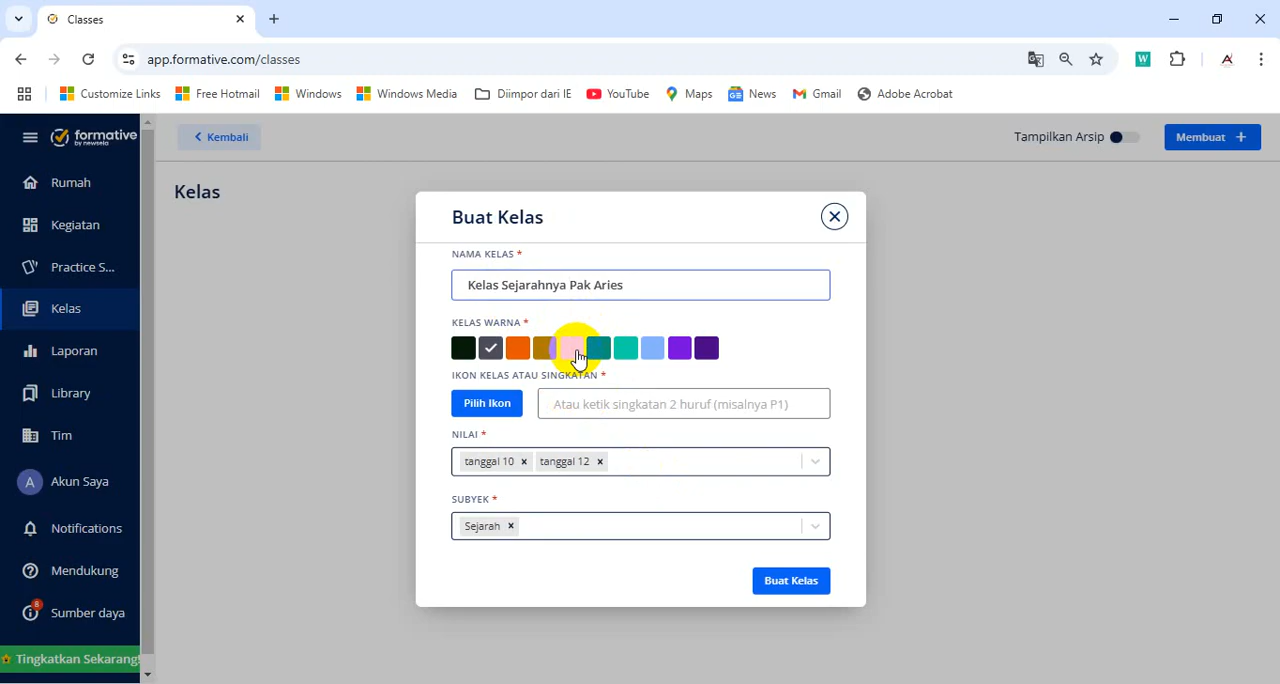 Classes
app.formative.com/classes
W
A
Customize Links
Free Hotmail
Windows
Windows Media
Diimpor dari IE
YouTube
Maps
News
Gmail
Adobe Acrobat
formative
by newsela
Kembali
Tampilkan Arsip
Membuat +
Rumah
Kegiatan
Practice S...
Kelas
Laporan
Library
Tim
A Akun Saya
Notifications
Mendukung
8
Sumber daya
Tingkatkan Sekarang!
Kelas
Buat Kelas
NAMA KELAS *
Kelas Sejarahnya Pak Aries
KELAS WARNA *
IKON KELAS ATAU SINGKATAN *
Pilih Ikon
Atau ketik singkatan 2 huruf (misalnya P1)
NILAI *
tanggal 10 × tanggal 12 ×
SUBYEK *
Sejarah ×
Buat Kelas